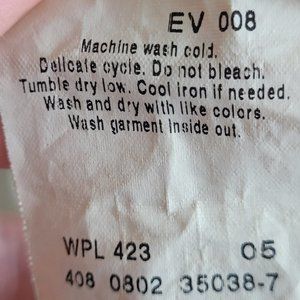 EV 008
Machine wash cold.
Delicate cycle. Do not bleach.
Tumble dry low. Cool iron if needed.
Wash and dry with like colors.
Wash garment inside out.
WPL 423 05
408 0802 35038-7